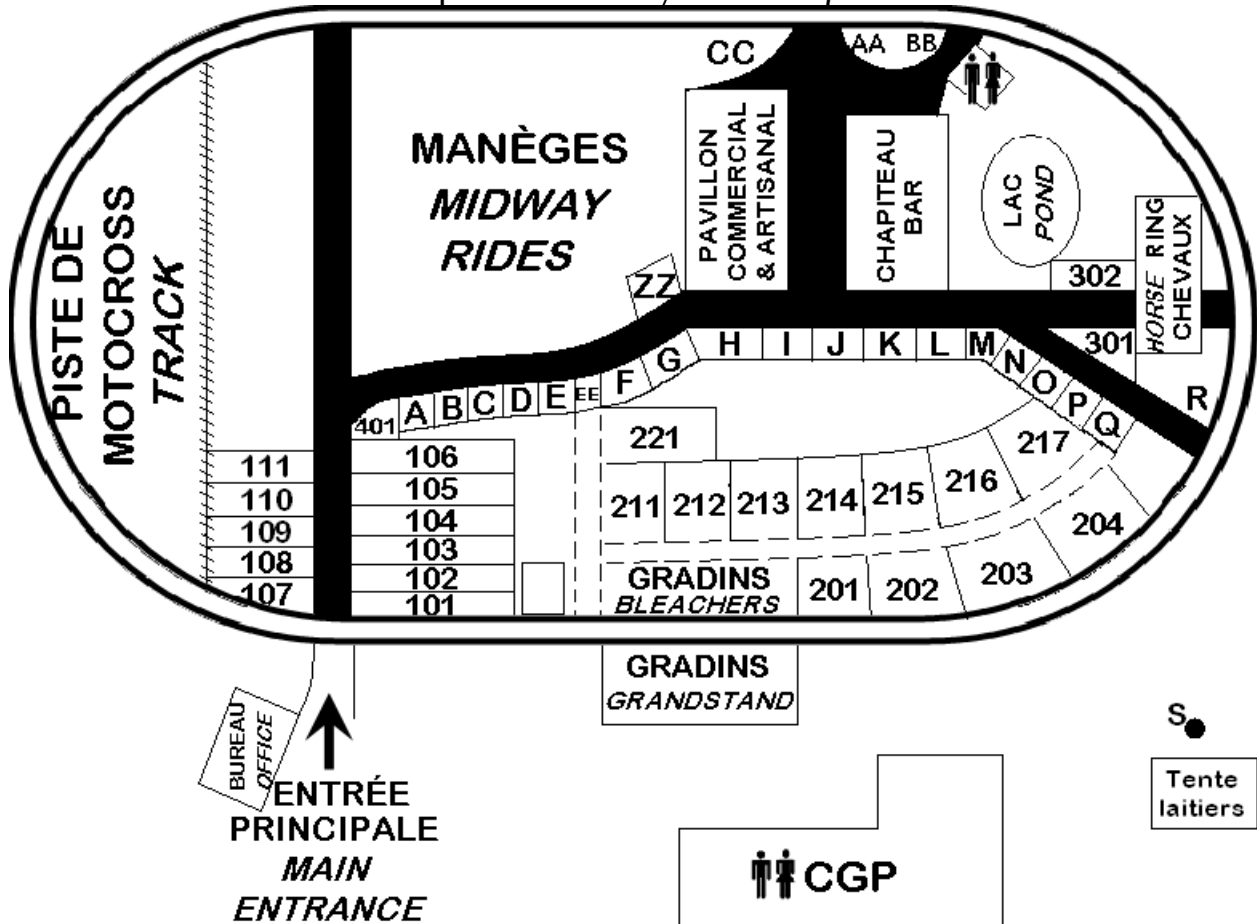 CC
AA BB
MANÈGES
MIDWAY
RIDES
PAVILLON
COMMERCIAL
& ARTISANAL
CHAPITEAU
BAR
LAC
POND
HORSE RING
CHEVAUX
302
301
R
ZZ
PISTE DE
MOTOCROSS
TRACK
401 A B C D E EE F G H I J K L M N O P Q
111
110
109
108
107
106
105
104
103
102
101
221
211 212 213 214 215 216 217
201 202 203 204
GRADINS
BLEACHERS
GRADINS
GRANDSTAND
BUREAU
OFFICE
ENTRÉE
PRINCIPALE
MAIN
ENTRANCE
CGP
S
Tente
laitiers